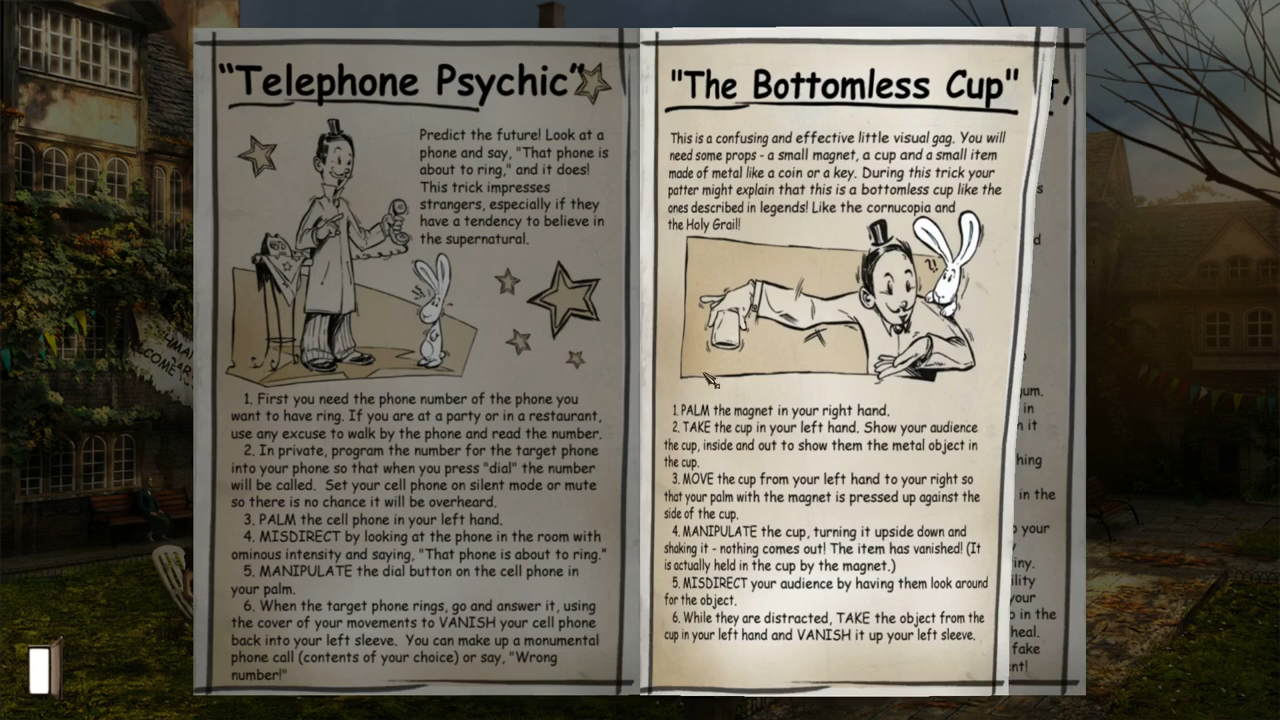 "Telephone Psychic"
Predict the future! Look at a
phone and say, "That phone is
about to ring," and it does!
This trick impresses
strangers, especially if they
have a tendency to believe in
the supernatural.
1. First you need the phone number of the phone you
want to have ring. If you are at a party or in a restaurant,
use any excuse to walk by the phone and read the number.
2. In private, program the number for the target phone
into your phone so that when you press "dial" the number
will be called. Set your cell phone on silent mode or mute
so there is no chance it will be overheard.
3. PALM the cell phone in your left hand.
4. MISDIRECT by looking at the phone in the room with
ominous intensity and saying, "That phone is about to ring."
5. MANIPULATE the dial button on the cell phone in
your palm.
6. When the target phone rings, go and answer it, using
the cover of your movements to VANISH your cell phone
back into your left sleeve. You can make up a monumental
phone call (contents of your choice) or say, "Wrong
number!"
"The Bottomless Cup"
This is a confusing and effective little visual gag. You will
need some props - a small magnet, a cup and a small item
made of metal like a coin or a key. During this trick your
patter might explain that this is a bottomless cup like the
ones described in legends! Like the cornucopia and
the Holy Grail!
1. PALM the magnet in your right hand.
2. TAKE the cup in your left hand. Show your audience
the cup, inside and out to show them the metal object in
the cup.
3. MOVE the cup from your left hand to your right so
that your palm with the magnet is pressed up against the
side of the cup.
4. MANIPULATE the cup, turning it upside down and
shaking it - nothing comes out! The item has vanished! (It
is actually held in the cup by the magnet.)
5. MISDIRECT your audience by having them look around
for the object.
6. While they are distracted, TAKE the object from the
cup in your left hand and VANISH it up your left sleeve.
in
it
in the
your
your
in the
heal.
fake